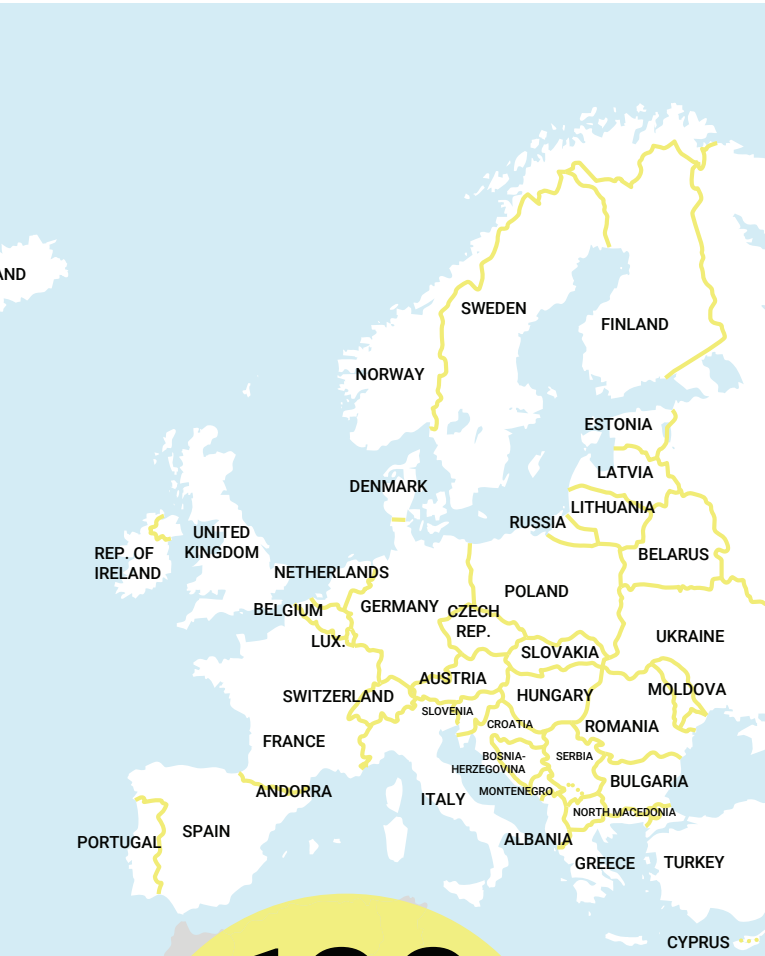 AND
SWEDEN
FINLAND
NORWAY
ESTONIA
LATVIA
DENMARK
LITHUANIA
RUSSIA
UNITED
KINGDOM
REP. OF
IRELAND
BELARUS
NETHERLANDS
POLAND
BELGIUM
GERMANY
CZECH
REP.
LUX.
UKRAINE
SLOVAKIA
AUSTRIA
SWITZERLAND
HUNGARY
MOLDOVA
SLOVENIA
CROATIA
ROMANIA
FRANCE
BOSNIA-
HERZEGOVINA
SERBIA
BULGARIA
ANDORRA
MONTENEGRO
ITALY
NORTH MACEDONIA
SPAIN
PORTUGAL
ALBANIA
GREECE
TURKEY
CYPRUS